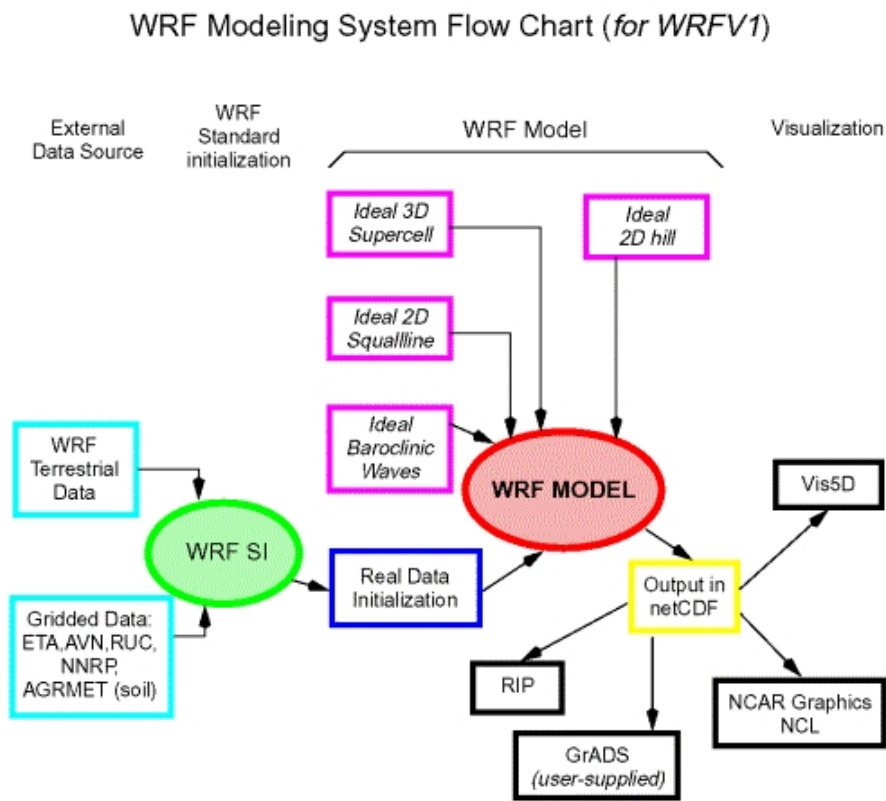 WRF Modeling System Flow Chart (for WRFV1)
External
Data Source
WRF
Standard
initialization
WRF Model
Visualization
Ideal 3D
Supercell
Ideal
2D hill
Ideal 2D
Squallline
Ideal
Baroclinic
Waves
WRF
Terrestrial
Data
WRF MODEL
Vis5D
WRF SI
Real Data
Initialization
Output in
netCDF
Gridded Data:
ETA,AVN,RUC,
NNRP,
AGRMET (soil)
RIP
NCAR Graphics
NCL
GrADS
(user-supplied)